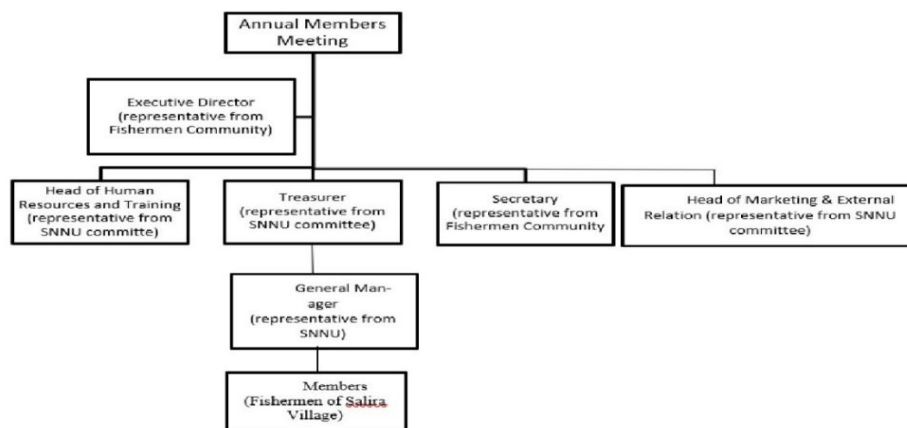 Annual Members
Meeting
Executive Director
(representative from
Fishermen Community)
Head of Human
Resources and Training
(representative from
SNNU committe)
Treasurer
(representative from
SNNU committee)
Secretary
(representative from
Fishermen Community
Head of Marketing & External
Relation (representative from SNNU
committee)
General Man-
ager
(representative from
SNNU)
Members
(Fishermen of Salira
Village)